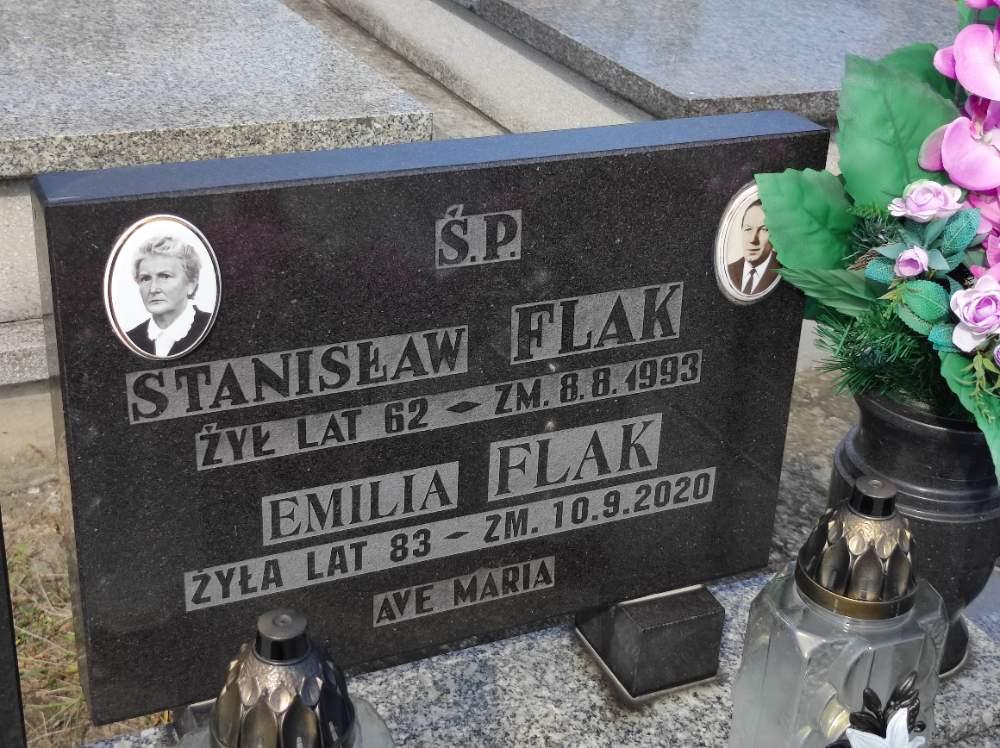 Ś.P.
STANISŁAW FLAK
ŻYŁ LAT 62 - ZM. 8.8.1993
EMILIA FLAK
ŻYŁA LAT 83 - ZM. 10.9.2020
AVE MARIA